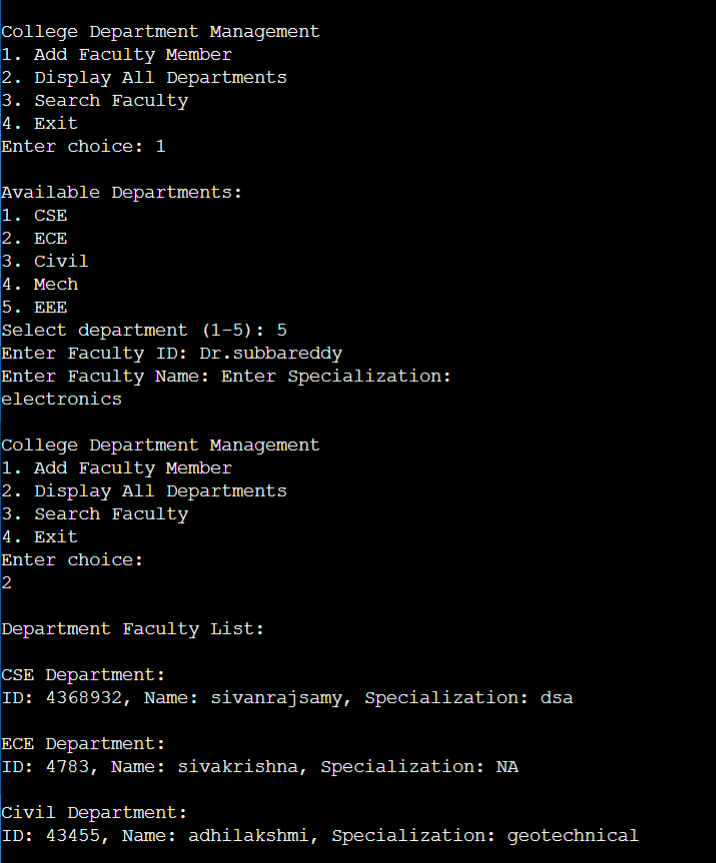 College Department Management
1. Add Faculty Member
2. Display All Departments
3. Search Faculty
4. Exit
Enter choice: 1
Available Departments:
1. CSE
2. ECE
3. Civil
4. Mech
5. EEE
Select department (1-5): 5
Enter Faculty ID: Dr.subbareddy
Enter Faculty Name: Enter Specialization:
electronics
College Department Management
1. Add Faculty Member
2. Display All Departments
3. Search Faculty
4. Exit
Enter choice:
2
Department Faculty List:
CSE Department:
ID: 4368932, Name: sivanrajsamy, Specialization: dsa
ECE Department:
ID: 4783, Name: sivakrishna, Specialization: NA
Civil Department:
ID: 43455, Name: adhilakshmi, Specialization: geotechnical